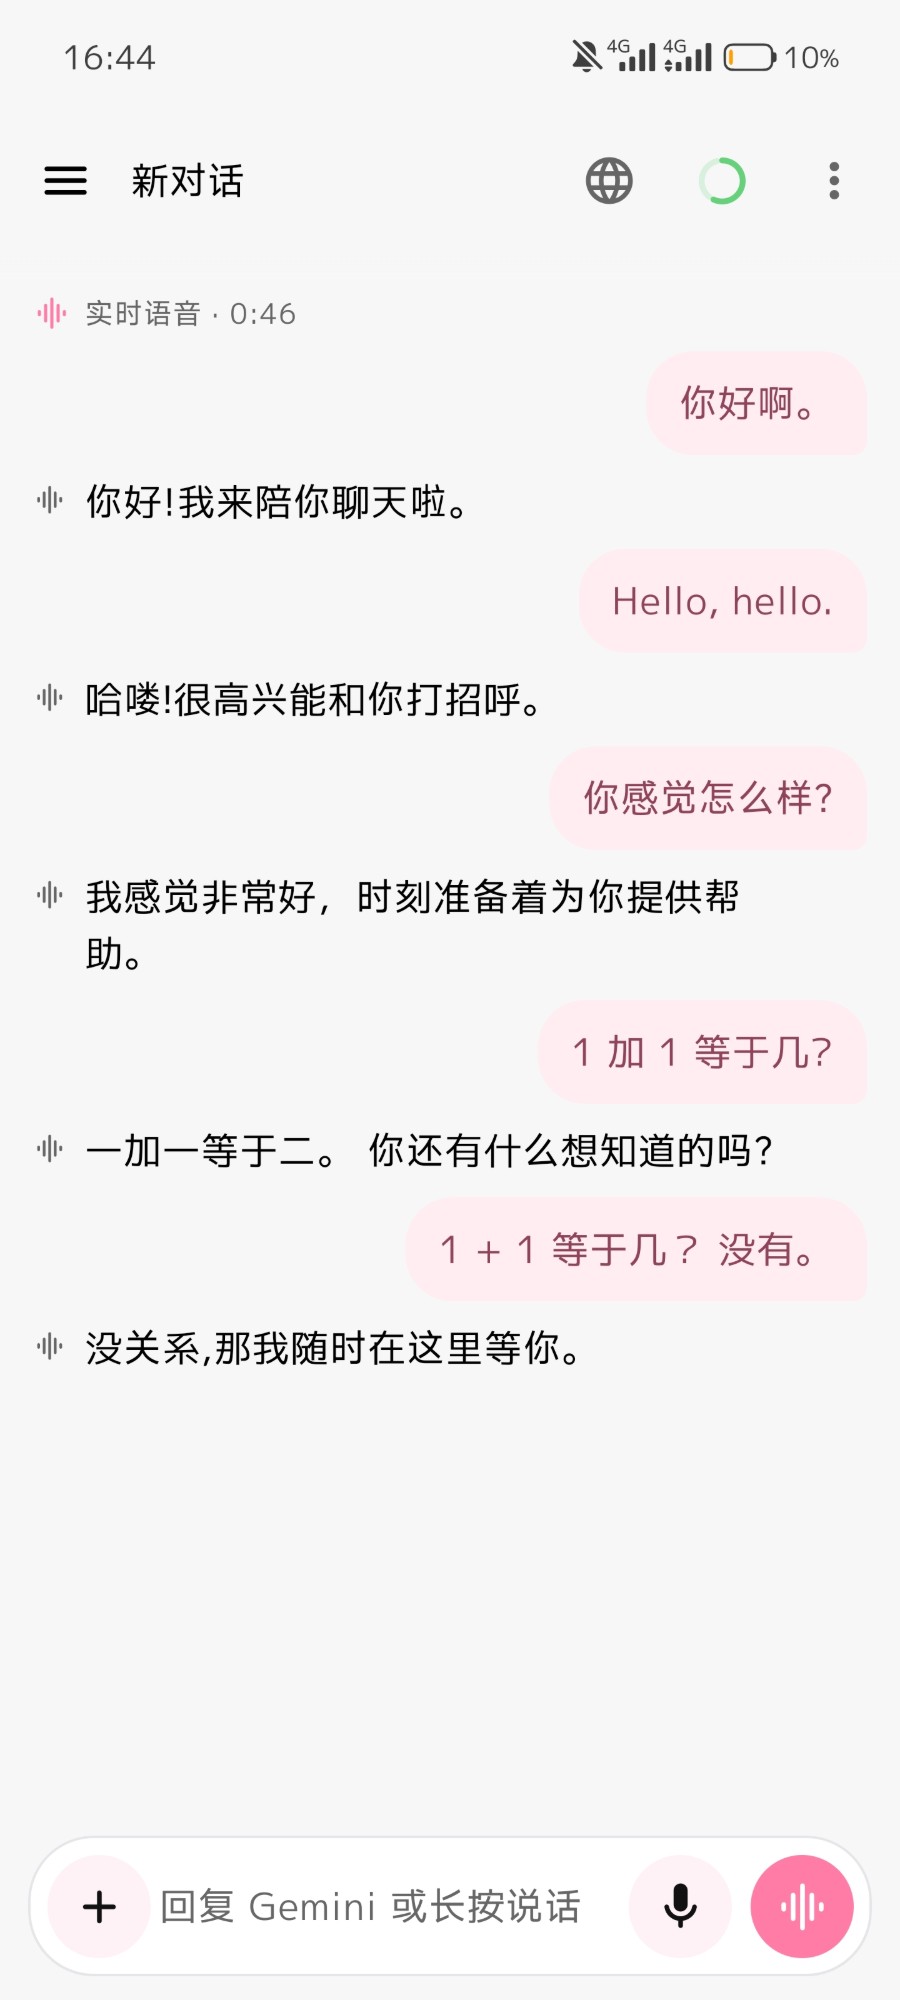 16:44
4G 4G 10%
新对话
实时语音 · 0:46
你好啊。
你好!我来陪你聊天啦。
Hello, hello.
哈喽!很高兴能和你打招呼。
你感觉怎么样?
我感觉非常好，时刻准备着为你提供帮
助。
1 加 1 等于几?
一加一等于二。 你还有什么想知道的吗?
1 + 1 等于几？ 没有。
没关系,那我随时在这里等你。
回复 Gemini 或长按说话